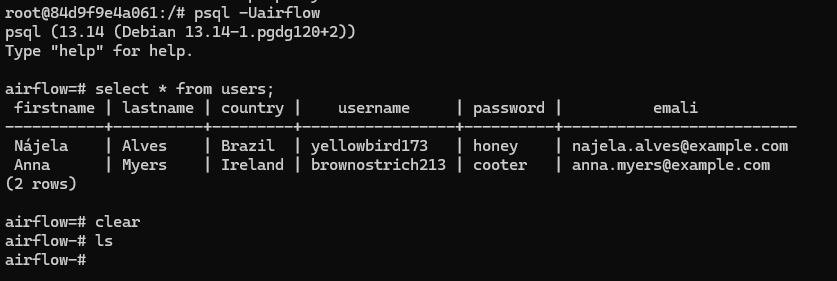 root@84d9f9e4a061:/# psql -Uairflow
psql (13.14 (Debian 13.14-1.pgdg120+2))
Type "help" for help.
airflow=# select * from users;
 firstname | lastname | country |    username     | password |          emali
-----------+----------+---------+-----------------+----------+--------------------------
 Nájela    | Alves    | Brazil  | yellowbird173   | honey    | najela.alves@example.com
 Anna      | Myers    | Ireland | brownostrich213 | cooter   | anna.myers@example.com
(2 rows)
airflow=# clear
airflow-# ls
airflow-#